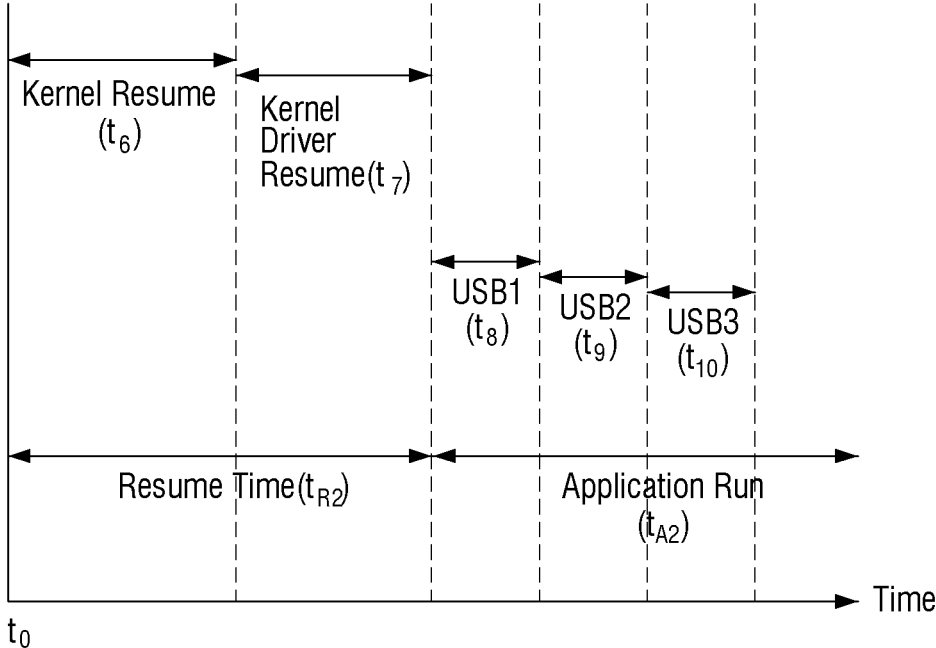 Kernel Resume
(t6)
Kernel
Driver
Resume(t7)
USB1
(t8)
USB2
(t9)
USB3
(t10)
Resume Time(tR2)
Application Run
(tA2)
Time
t0